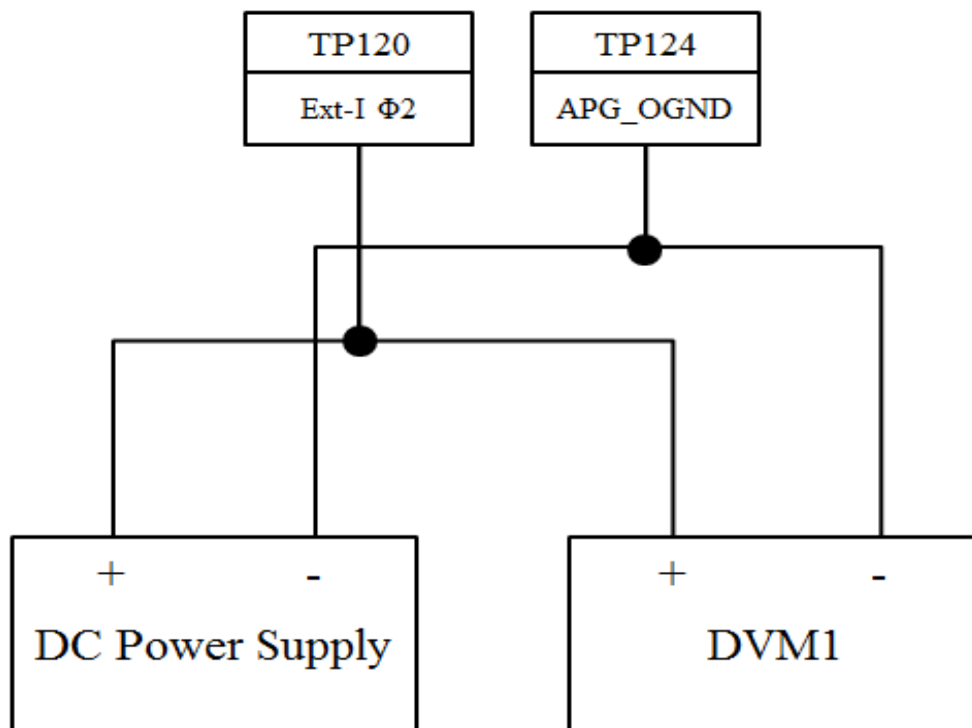 TP120
TP124
Ext-I Φ2
APG_OGND
+
-
+
-
DC Power Supply
DVM1